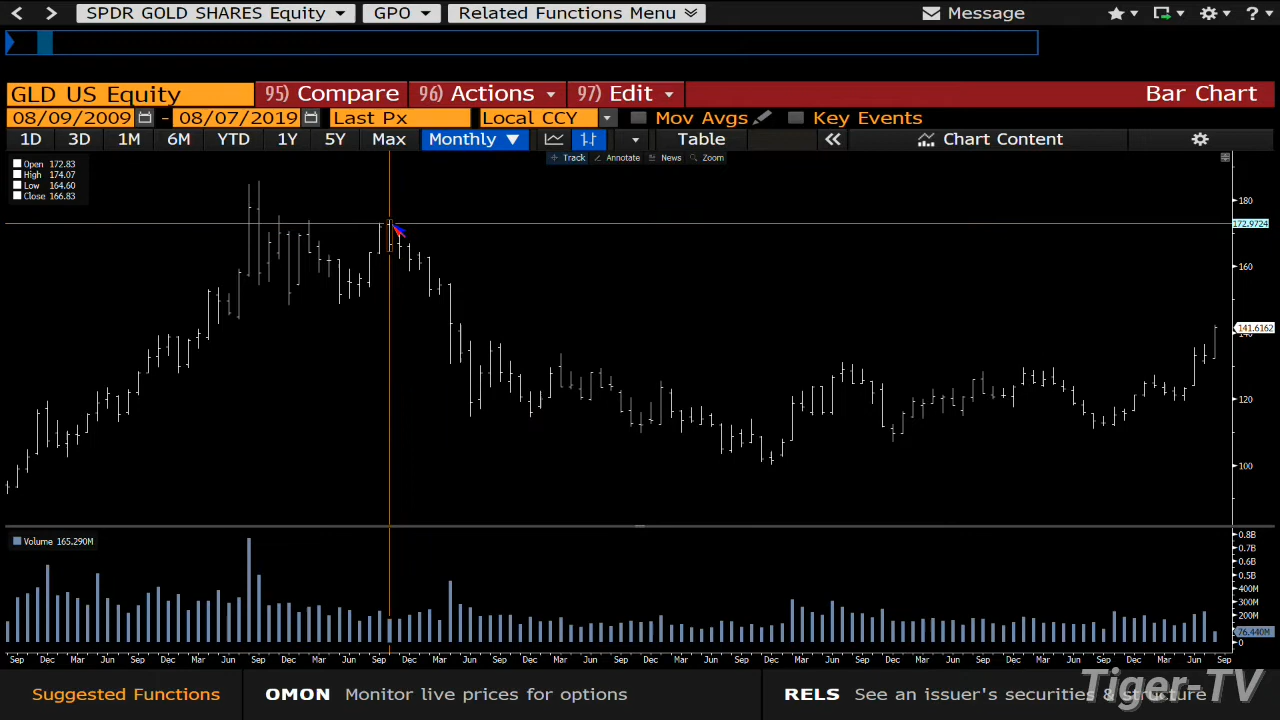 SPDR GOLD SHARES Equity GPO Related Functions Menu Message ?
GLD US Equity 95) Compare 96) Actions 97) Edit Bar Chart
08/09/2009 - 08/07/2019 Last Px Local CCY Mov Avgs Key Events
1D 3D 1M 6M YTD 1Y 5Y Max Monthly ▼ Table Chart Content
Track Annotate News Zoom
Open 172.83
High 174.07
Low 164.60
Close 166.83
180
172.9724
160
141.6162
140
120
100
Volume 165.290M
0.8B
0.7B
0.6B
0.5B
400M
300M
200M
76.440M
0
Sep Dec Mar Jun Sep Dec Mar Jun Sep Dec Mar Jun Sep Dec Mar Jun Sep Dec Mar Jun Sep Dec Mar Jun Sep Dec Mar Jun Sep Dec Mar Jun Sep Dec Mar Jun Sep Dec Mar Jun Sep
Suggested Functions OMON Monitor live prices for options RELS See an issuer's securities & structure
Tiger-TV